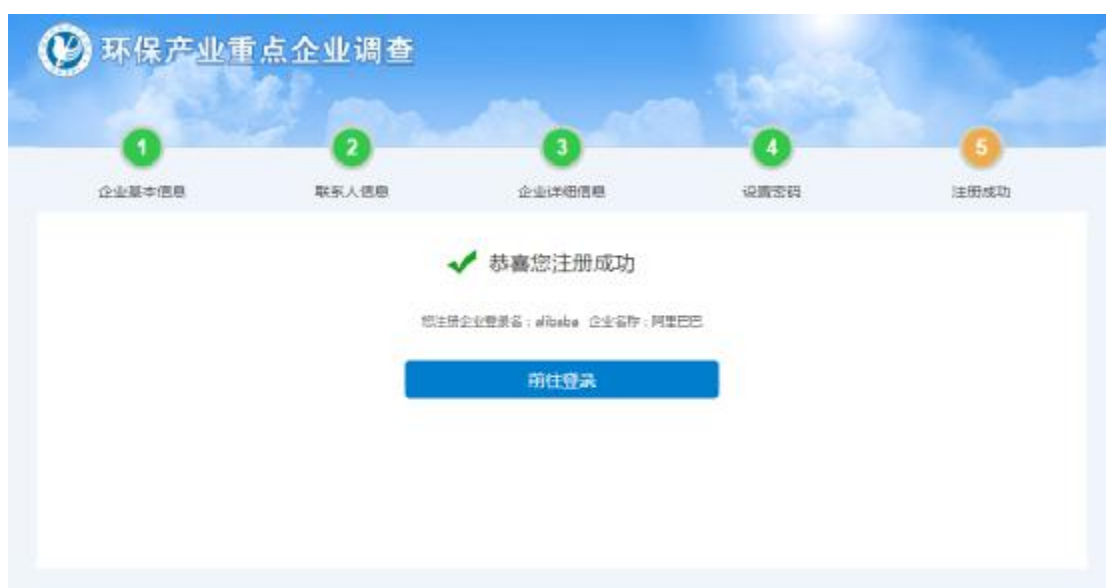 环保产业重点企业调查
1
2
3
4
5
企业基本信息
联系人信息
企业详细信息
设置密码
注册成功
恭喜您注册成功
您注册企业登录名：alibaba 企业名称：阿里巴巴
前往登录